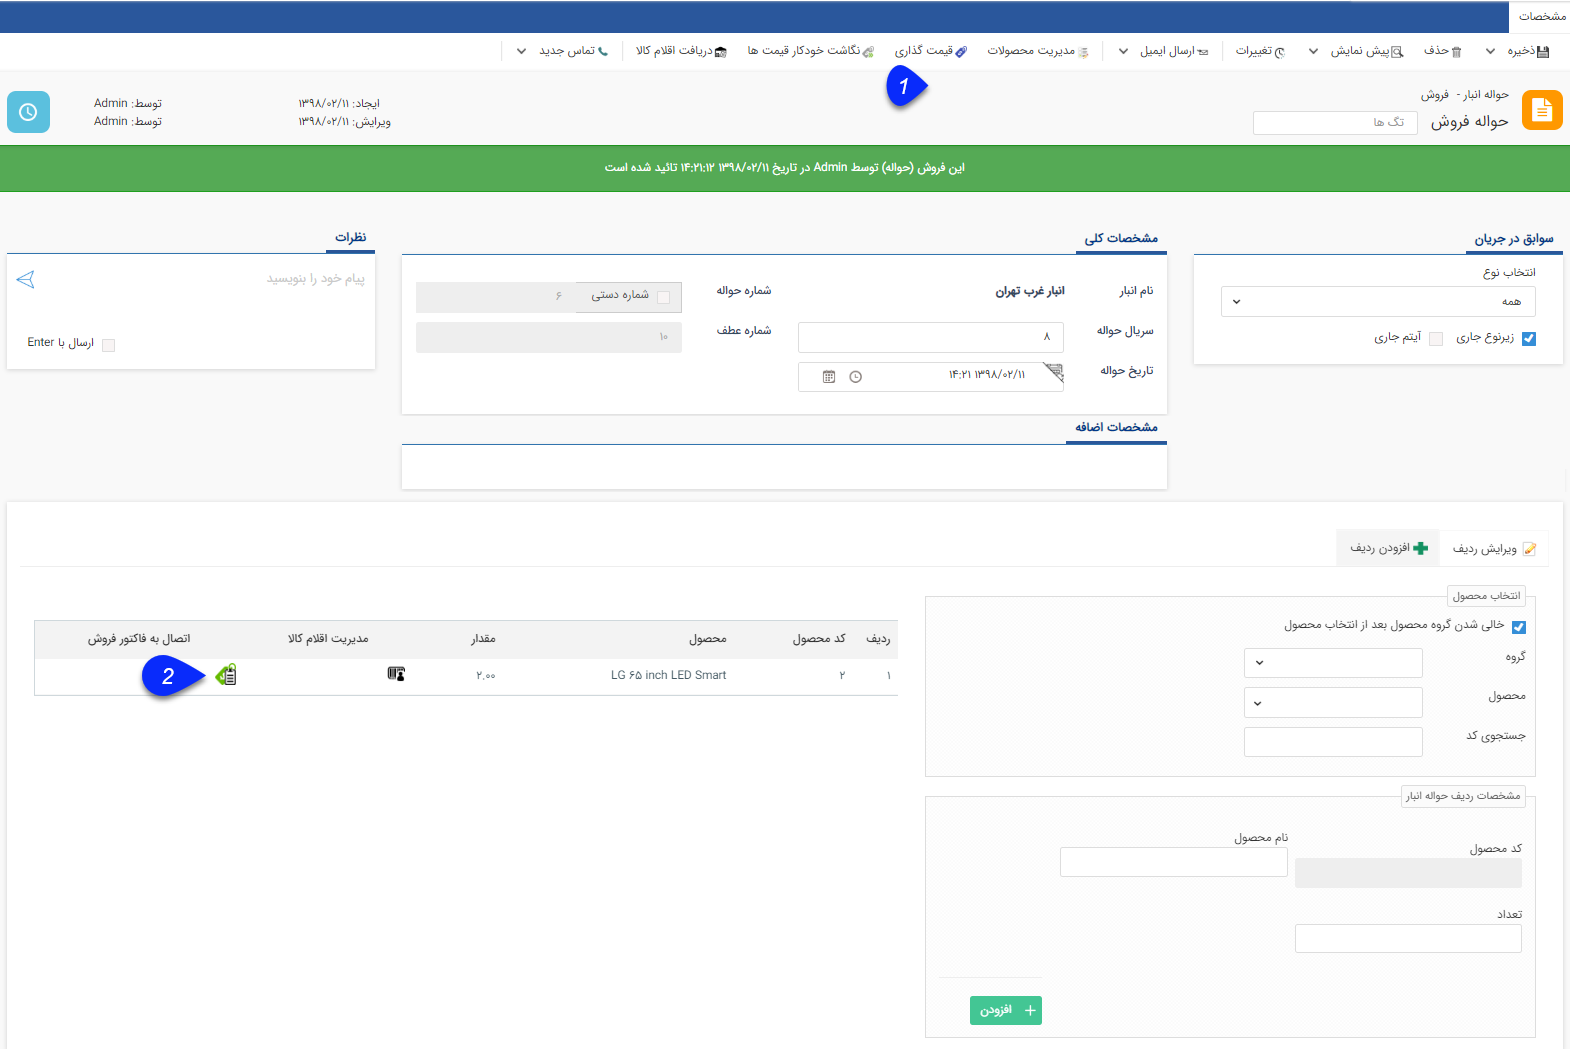 مشخصات
ذخیره
حذف
پیش نمایش
تغییرات
ارسال ایمیل
مدیریت محصولات
قیمت گذاری
نگاشت خودکار قیمت ها
دریافت اقلام کالا
تماس جدید
1
حواله انبار - فروش
حواله فروش
تگ ها
ایجاد: ۱۳۹۸/۰۲/۱۱
توسط: Admin
ویرایش: ۱۳۹۸/۰۲/۱۱
توسط: Admin
این فروش (حواله) توسط Admin در تاریخ ۱۳۹۸/۰۲/۱۱ ۱۴:۲۱:۱۲ تائید شده است
سوابق در جریان
انتخاب نوع
همه
زیرنوع جاری
آیتم جاری
مشخصات کلی
نام انبار
انبار غرب تهران
شماره حواله
شماره دستی
۶
سریال حواله
۸
شماره عطف
۱۰
تاریخ حواله
۱۳۹۸/۰۲/۱۱ ۱۴:۲۱
مشخصات اضافه
نظرات
پیام خود را بنویسید
ارسال با Enter
ویرایش ردیف
افزودن ردیف
انتخاب محصول
خالی شدن گروه محصول بعد از انتخاب محصول
گروه
محصول
جستجوی کد
مشخصات ردیف حواله انبار
کد محصول
نام محصول
تعداد
افزودن
ردیف کد محصول محصول مقدار مدیریت اقلام کالا اتصال به فاکتور فروش
۱ ۲ LG ۶۵ inch LED Smart ۲.۰۰
2